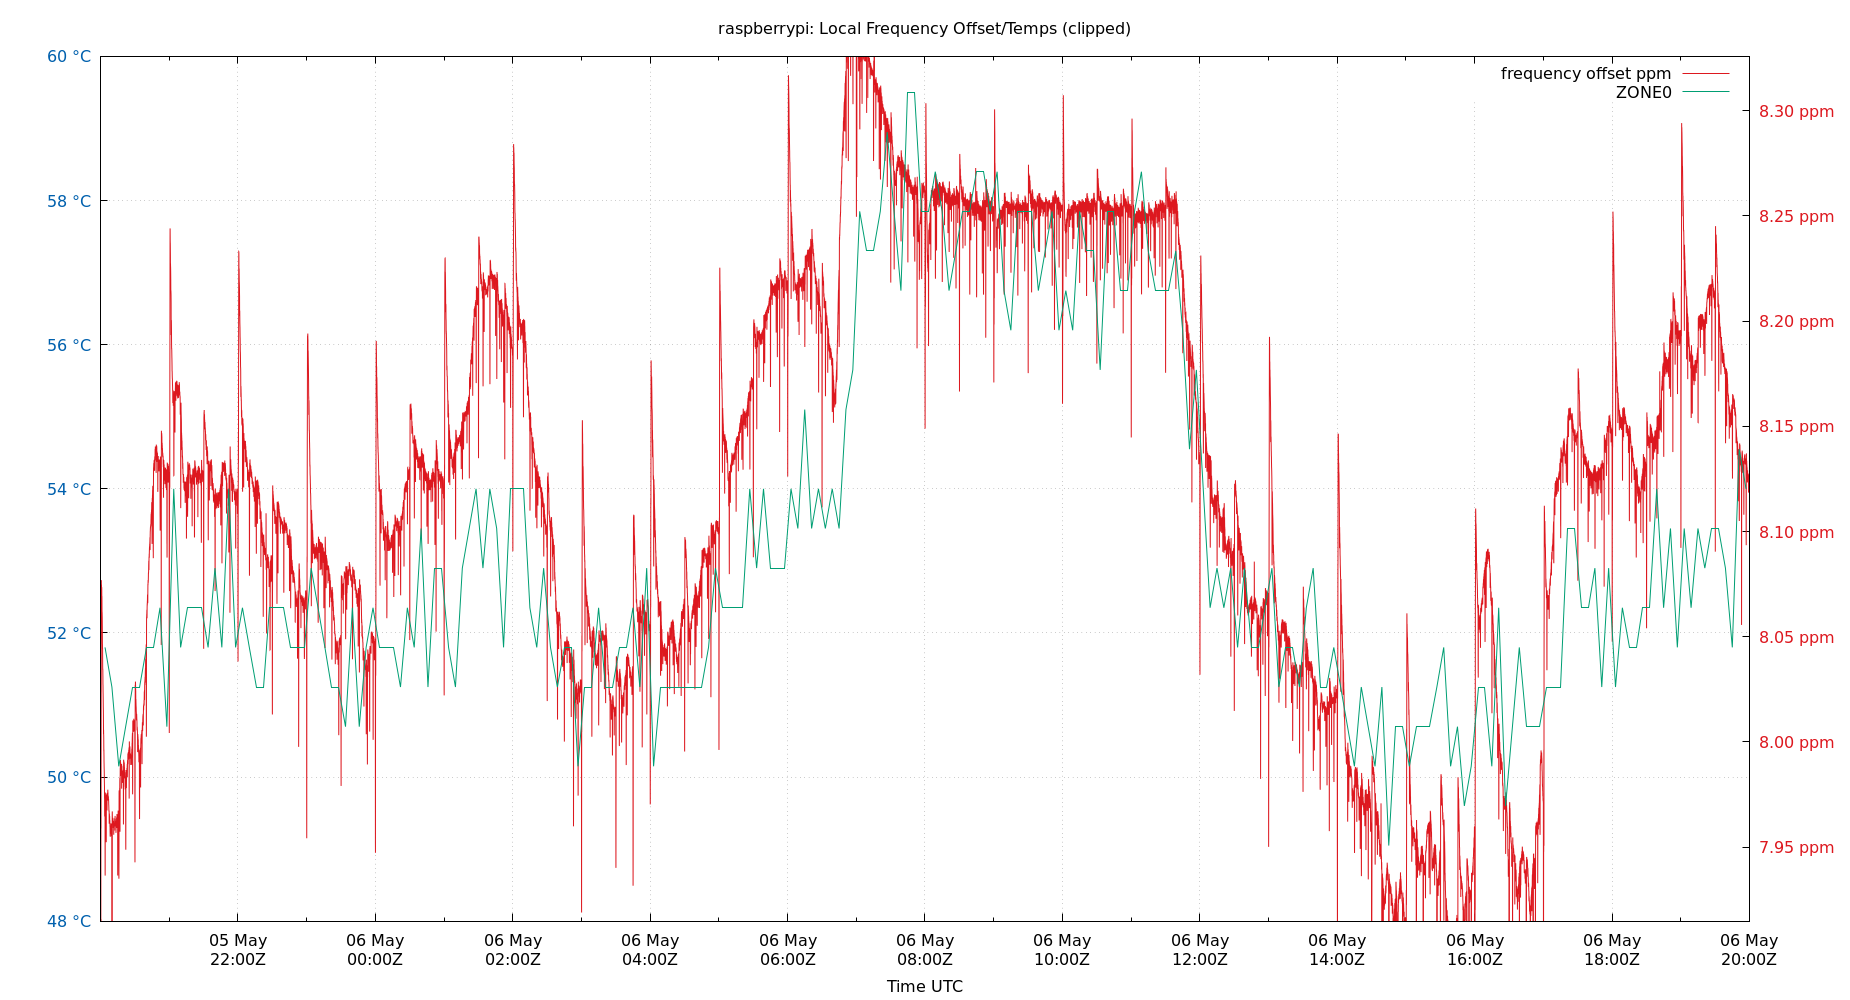 raspberrypi: Local Frequency Offset/Temps (clipped)
frequency offset ppm
ZONE0
60 °C
58 °C
56 °C
54 °C
52 °C
50 °C
48 °C
8.30 ppm
8.25 ppm
8.20 ppm
8.15 ppm
8.10 ppm
8.05 ppm
8.00 ppm
7.95 ppm
05 May
22:00Z
06 May
00:00Z
06 May
02:00Z
06 May
04:00Z
06 May
06:00Z
06 May
08:00Z
06 May
10:00Z
06 May
12:00Z
06 May
14:00Z
06 May
16:00Z
06 May
18:00Z
06 May
20:00Z
Time UTC